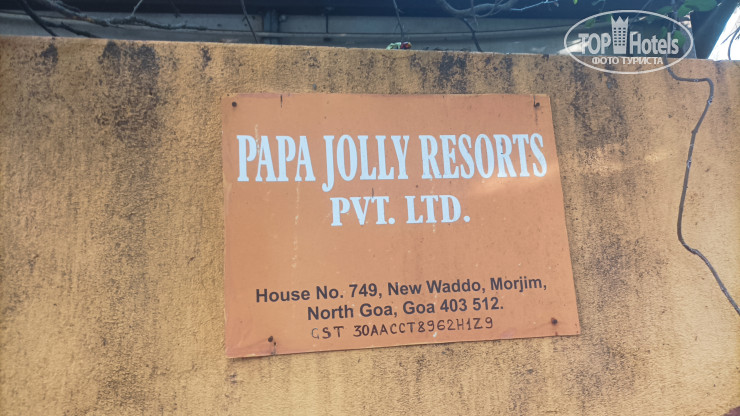 TOP Hotels
ФОТО ТУРИСТА
PAPA JOLLY RESORTS
PVT. LTD.
House No. 749, New Waddo, Morjim,
North Goa, Goa 403 512.
GST 30AACCT8962H1Z9